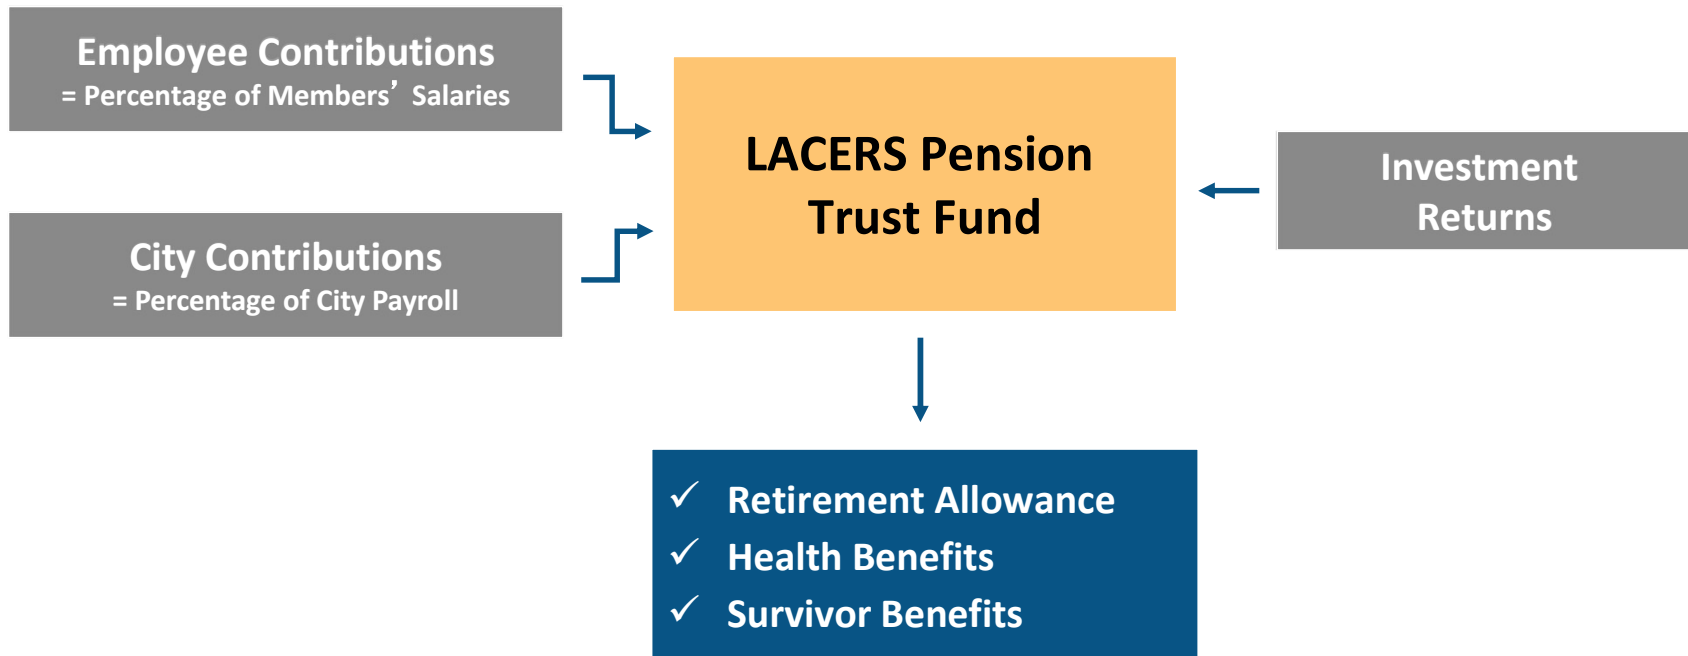 Employee Contributions
= Percentage of Members’ Salaries
City Contributions
= Percentage of City Payroll
LACERS Pension
Trust Fund
Investment
Returns
✓ Retirement Allowance
✓ Health Benefits
✓ Survivor Benefits